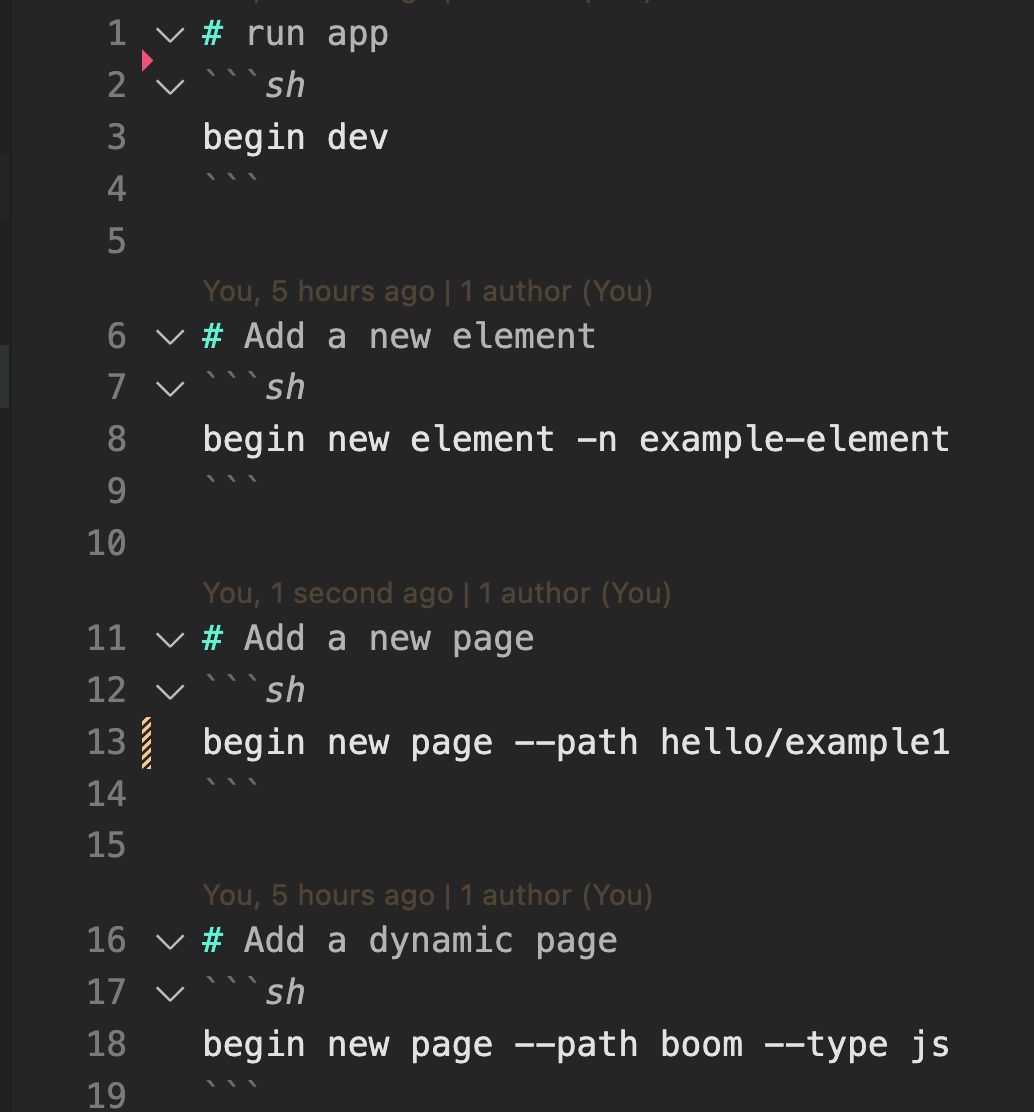 1 # run app
2 ```sh
3 begin dev
4 ```
5
You, 5 hours ago | 1 author (You)
6 # Add a new element
7 ```sh
8 begin new element -n example-element
9 ```
10
You, 1 second ago | 1 author (You)
11 # Add a new page
12 ```sh
13 begin new page --path hello/example1
14 ```
15
You, 5 hours ago | 1 author (You)
16 # Add a dynamic page
17 ```sh
18 begin new page --path boom --type js
19 ```